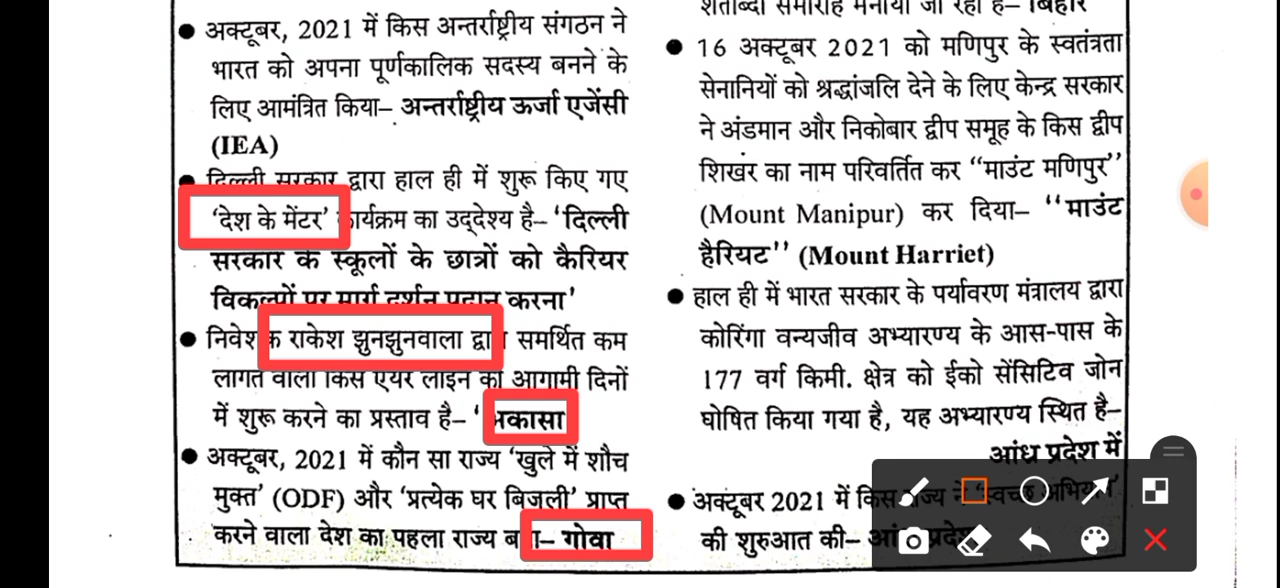 ● अक्टूबर, 2021 में किस अन्तर्राष्ट्रीय संगठन ने
भारत को अपना पूर्णकालिक सदस्य बनने के
लिए आमंत्रित किया– अन्तर्राष्ट्रीय ऊर्जा एजेंसी
(IEA)
● दिल्ली सरकार द्वारा हाल ही में शुरू किए गए
'देश के मेंटर' कार्यक्रम का उद्देश्य है– 'दिल्ली
सरकार के स्कूलों के छात्रों को कैरियर
विकल्पों पर मार्ग दर्शन प्रदान करना'
● निवेशक राकेश झुनझुनवाला द्वारा समर्थित कम
लागत वाली किस एयर लाइन का आगामी दिनों
में शुरू करने का प्रस्ताव है– 'अकासा
● अक्टूबर, 2021 में कौन सा राज्य 'खुले में शौच
मुक्त' (ODF) और 'प्रत्येक घर बिजली' प्राप्त
करने वाला देश का पहला राज्य बना– गोवा
शताब्दी समारोह मनाया जा रहा है– बिहार
● 16 अक्टूबर 2021 को मणिपुर के स्वतंत्रता
सेनानियों को श्रद्धांजलि देने के लिए केन्द्र सरकार
ने अंडमान और निकोबार द्वीप समूह के किस द्वीप
शिखर का नाम परिवर्तित कर "माउंट मणिपुर"
(Mount Manipur) कर दिया– "माउंट
हैरियट" (Mount Harriet)
● हाल ही में भारत सरकार के पर्यावरण मंत्रालय द्वारा
कोरिंगा वन्यजीव अभ्यारण्य के आस-पास के
177 वर्ग किमी. क्षेत्र को ईको सेंसिटिव जोन
घोषित किया गया है, यह अभ्यारण्य स्थित है–
आंध्र प्रदेश में
● अक्टूबर 2021 में किस राज्य ने 'स्वच्छ अभियान'
की शुरुआत की– आंध्र प्रदेश